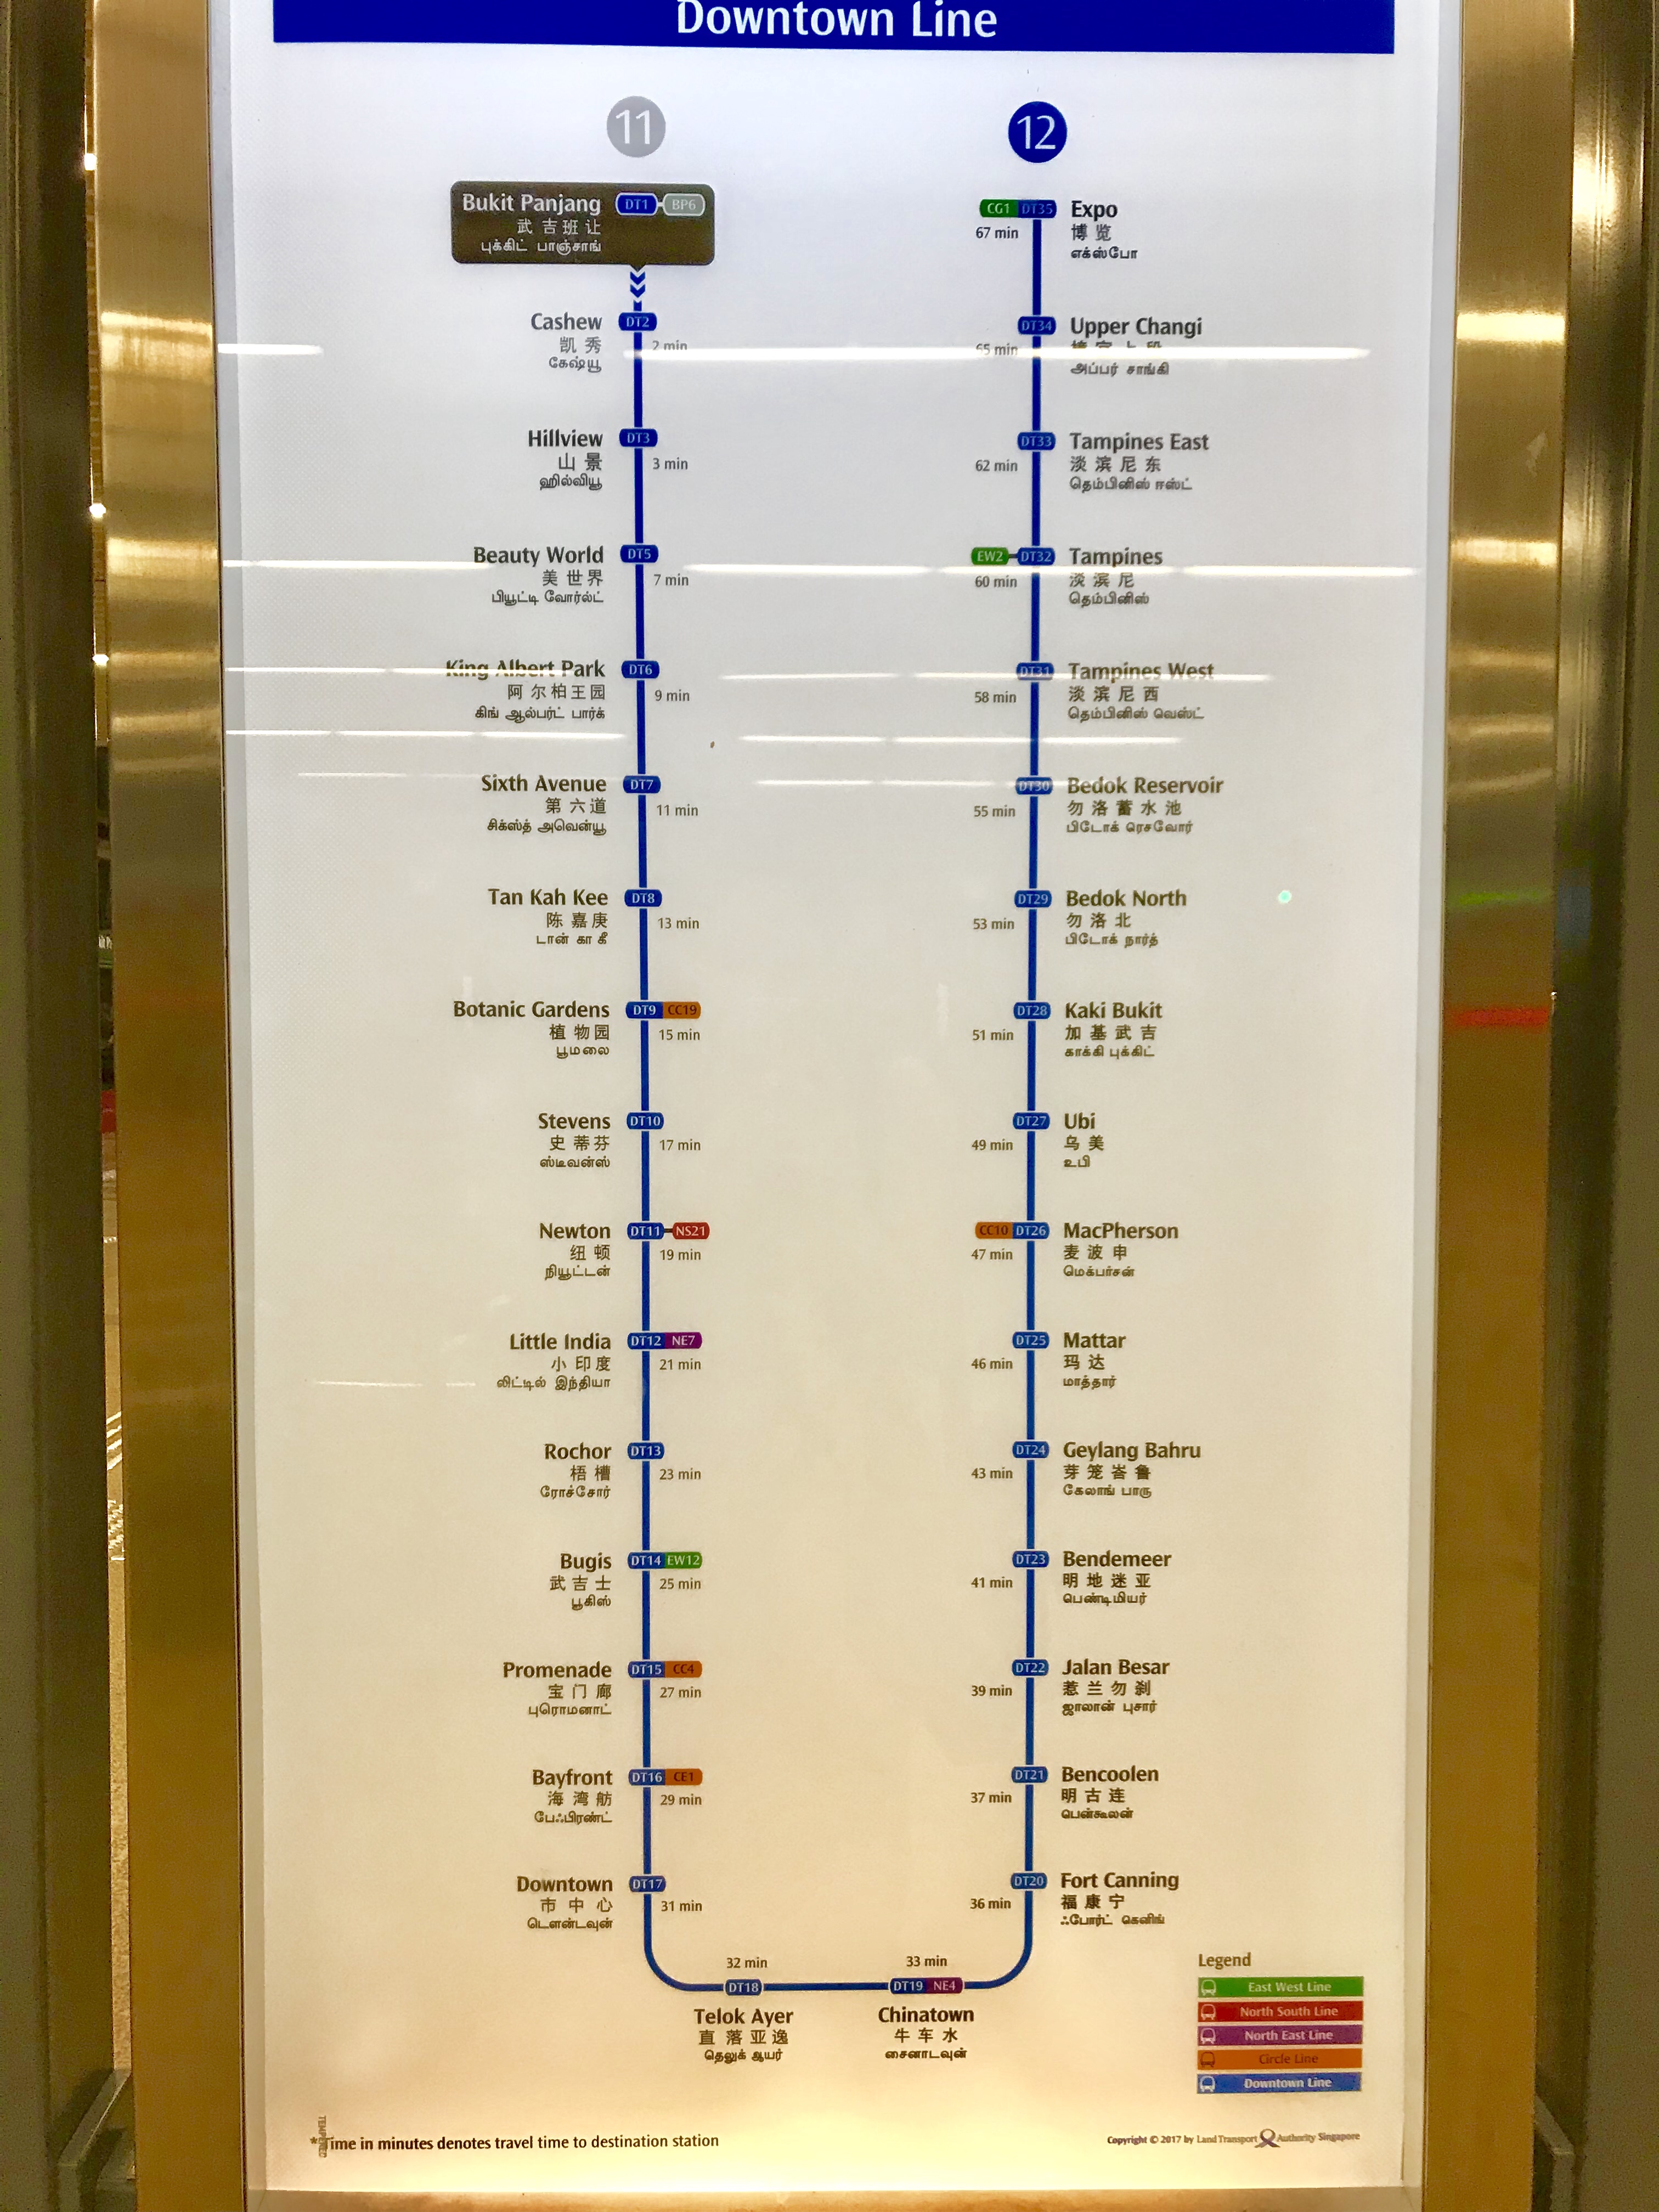 Downtown Line
11
Bukit Panjang DT1 BP6
武吉班让
புக்கிட் பாஞ்சாங்
Cashew DT2
凯秀 2 min
கேஷ்யூ
Hillview DT3
山景 3 min
ஹில்வியூ
Beauty World DT5
美世界 7 min
பியூட்டி வோர்ல்ட்
King Albert Park DT6
阿尔柏王园 9 min
கிங் ஆல்பர்ட் பார்க்
Sixth Avenue DT7
第六道 11 min
சிக்ஸ்த் அவென்யூ
Tan Kah Kee DT8
陈嘉庚 13 min
டான் கா கீ
Botanic Gardens DT9 CC19
植物园 15 min
பூமலை
Stevens DT10
史蒂芬 17 min
ஸ்டீவன்ஸ்
Newton DT11 NS21
纽顿 19 min
நியூட்டன்
Little India DT12 NE7
小印度 21 min
லிட்டில் இந்தியா
Rochor DT13
梧槽 23 min
ரோச்சோர்
Bugis DT14 EW12
武吉士 25 min
பூகிஸ்
Promenade DT15 CC4
宝门廊 27 min
புரொமனாட்
Bayfront DT16 CE1
海湾舫 29 min
பேஃபிரண்ட்
Downtown DT17
市中心 31 min
டௌன்டவுன்
32 min
DT18
Telok Ayer
直落亚逸
தெலுக் ஆயர்
33 min
DT19 NE4
Chinatown
牛车水
சைனாடவுன்
12
CG1 DT35 Expo
67 min 博览
எக்ஸ்போ
DT34 Upper Changi
65 min
அப்பர் சாங்கி
DT33 Tampines East
62 min 淡滨尼东
தெம்பினிஸ் ஈஸ்ட்
EW2 DT32 Tampines
60 min 淡滨尼
தெம்பினிஸ்
DT31 Tampines West
58 min 淡滨尼西
தெம்பினிஸ் வெஸ்ட்
DT30 Bedok Reservoir
55 min 勿洛蓄水池
பிடோக் ரெசவோர்
DT29 Bedok North
53 min 勿洛北
பிடோக் நார்த்
DT28 Kaki Bukit
51 min 加基武吉
காக்கி புக்கிட்
DT27 Ubi
49 min 乌美
உபி
CC10 DT26 MacPherson
47 min 麦波申
மெக்பர்சன்
DT25 Mattar
46 min 玛达
மாத்தார்
DT24 Geylang Bahru
43 min 芽笼峇鲁
கேலாங் பாரு
DT23 Bendemeer
41 min 明地迷亚
பெண்டிமியர்
DT22 Jalan Besar
39 min 惹兰勿刹
ஜாலான் புசார்
DT21 Bencoolen
37 min 明古连
பென்கூலன்
DT20 Fort Canning
36 min 福康宁
ஃபோர்ட் கெனிங்
Legend
East West Line
North South Line
North East Line
Circle Line
Downtown Line
*Time in minutes denotes travel time to destination station
Copyright © 2017 by Land Transport Authority Singapore